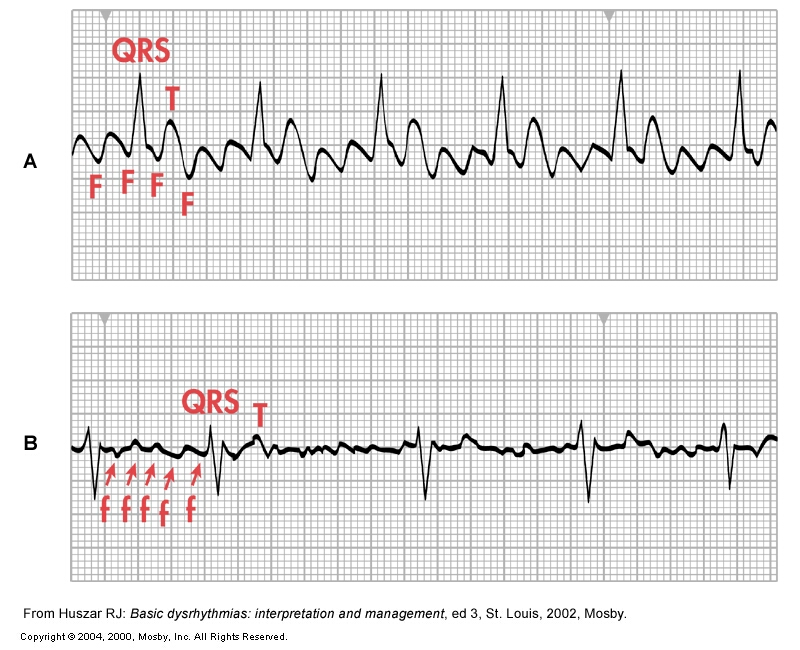 QRS
T
A
F F F
F
QRS
T
B
f f f f f
From Huszar RJ: Basic dysrhythmias: interpretation and management, ed 3, St. Louis, 2002, Mosby.
Copyright © 2004, 2000, Mosby, Inc. All Rights Reserved.